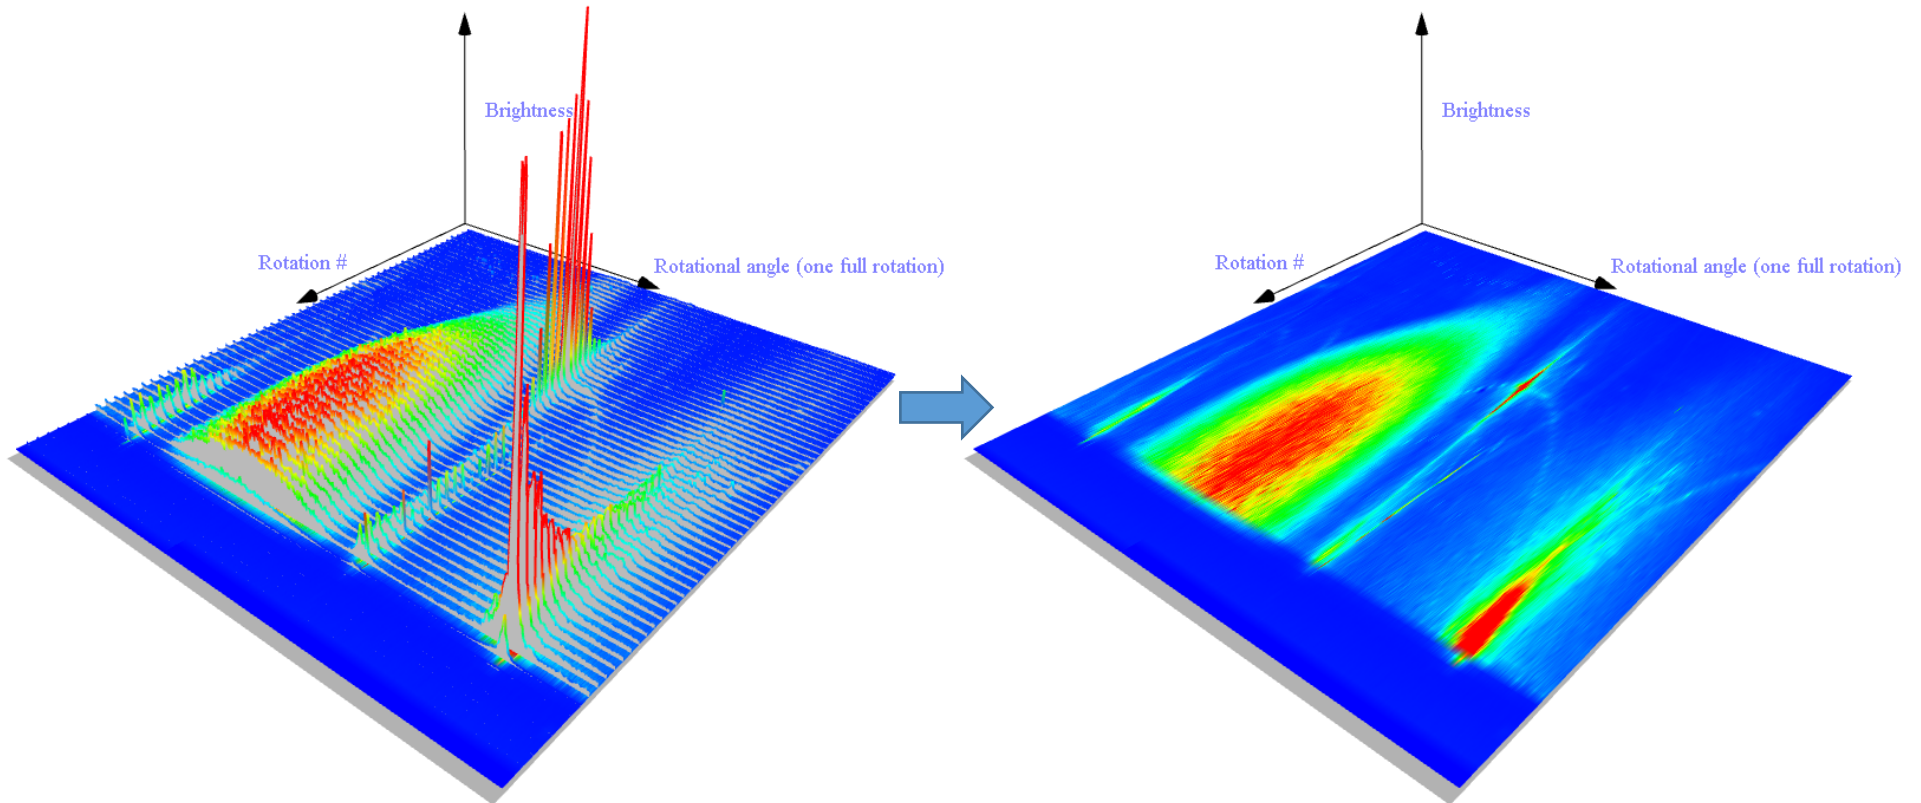 Brightness
Rotation #
Rotational angle (one full rotation)
Brightness
Rotation #
Rotational angle (one full rotation)